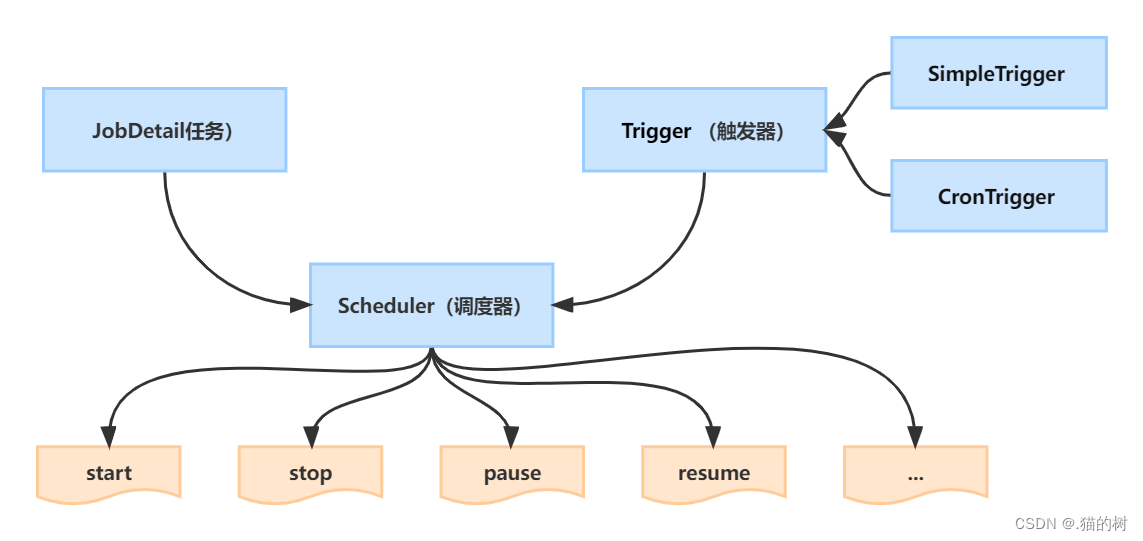 SimpleTrigger
JobDetail任务）
Trigger （触发器）
CronTrigger
Scheduler（调度器）
start
stop
pause
resume
...
CSDN @.猫的树